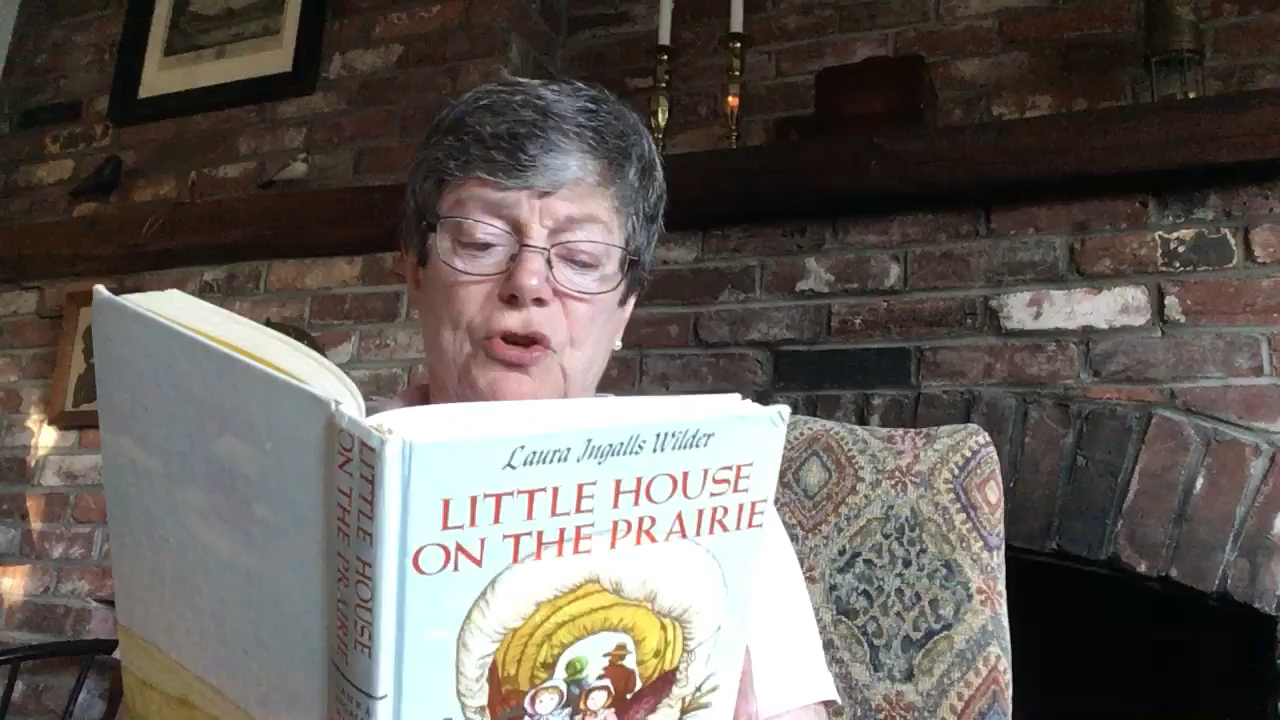 Laura Ingalls Wilder
LITTLE HOUSE
ON THE PRAIRIE
LITTLE HOUSE
ON THE PRAIRIE